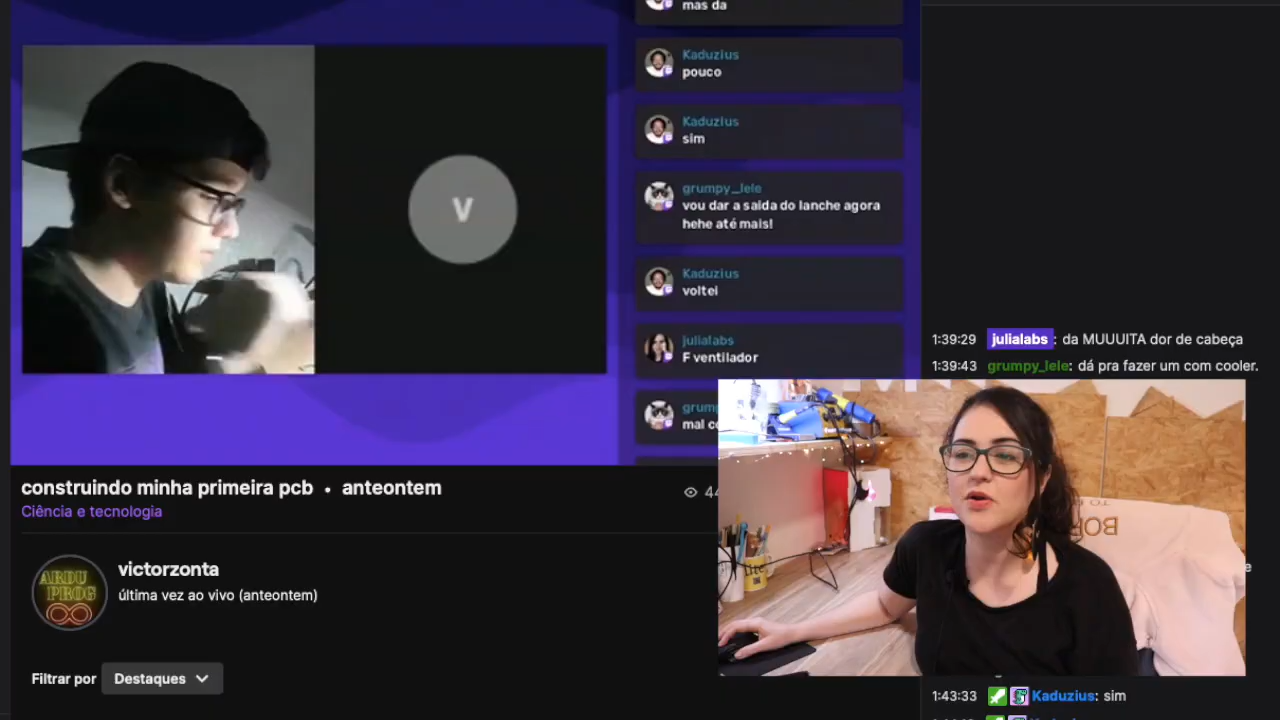 mas da
Kaduzius
pouco
Kaduzius
sim
grumpy_lele
vou dar a saida do lanche agora
hehe até mais!
Kaduzius
voltei
julialabs
F ventilador
V
1:39:29 julialabs: da MUUUITA dor de cabeça
1:39:43 grumpy_lele: dá pra fazer um com cooler.
construindo minha primeira pcb • anteontem
Ciência e tecnologia
ARDU
PROG
victorzonta
última vez ao vivo (anteontem)
Filtrar por Destaques
1:43:33 Kaduzius: sim